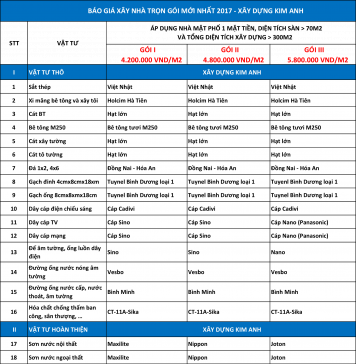 BÁO GIÁ XÂY NHÀ TRỌN GÓI MỚI NHẤT 2017 - XÂY DỰNG KIM ANH
STT
VẬT TƯ
ÁP DỤNG NHÀ MẶT PHỐ 1 MẶT TIỀN, DIỆN TÍCH SÀN > 70M2
VÀ TỔNG DIỆN TÍCH XÂY DỰNG > 300M2
GÓI I GÓI II GÓI III
4.200.000 VND/M2 4.800.000 VND/M2 5.800.000 VND/M2
I VẬT TƯ THÔ XÂY DỰNG KIM ANH
1 Sắt thép Việt Nhật Việt Nhật Việt Nhật
2 Xi măng bê tông và xây tô Holcim Hà Tiên Holcim Hà Tiên Holcim Hà Tiên
3 Cát BT Hạt lớn Hạt lớn Hạt lớn
4 Bê tông M250 Bê tông tươi M250 Bê tông tươi M250 Bê tông tươi M250
5 Cát xây tường Hạt lớn Hạt lớn Hạt lớn
6 Cát tô tường Hạt lớn Hạt lớn Hạt lớn
7 Đá 1x2, 4x6 Đồng Nai - Hóa An Đồng Nai - Hóa An Đồng Nai - Hóa An
8 Gạch đinh 4cmx8cmx18xm Tuynel Bình Dương loại 1 Tuynel Bình Dương loại 1 Tuynel Bình Dương loại 1
9 Gạch ống 8cmx8cmx18cm Tuynel Bình Dương loại 1 Tuynel Bình Dương loại 1 Tuynel Bình Dương loại 1
10 Dây cáp điện chiếu sáng Cáp Cadivi Cáp Cadivi Cáp Cadivi
11 Dây cáp TV Cáp Sino Cáp Sino Cáp Nano (Panasonic)
12 Dây cáp mạng Cáp Sino Cáp Sino Cáp Nano (Panasonic)
13 Đế âm tường, ống luồn dây điện Sino Sino Nano
14 Đường ống nước nóng âm tường Vesbo Vesbo Vesbo
15 Đường ống nước cấp, nước thoát, âm tường Bình Minh Bình Minh Bình Minh
16 Hóa chất chống thấm ban công, sân thượng, ... CT-11A-Sika CT-11A-Sika CT-11A-Sika
II VẬT TƯ HOÀN THIỆN XÂY DỰNG KIM ANH
17 Sơn nước nội thất Maxilite Nippon Joton
18 Sơn nước ngoại thất Maxilite Nippon Joton